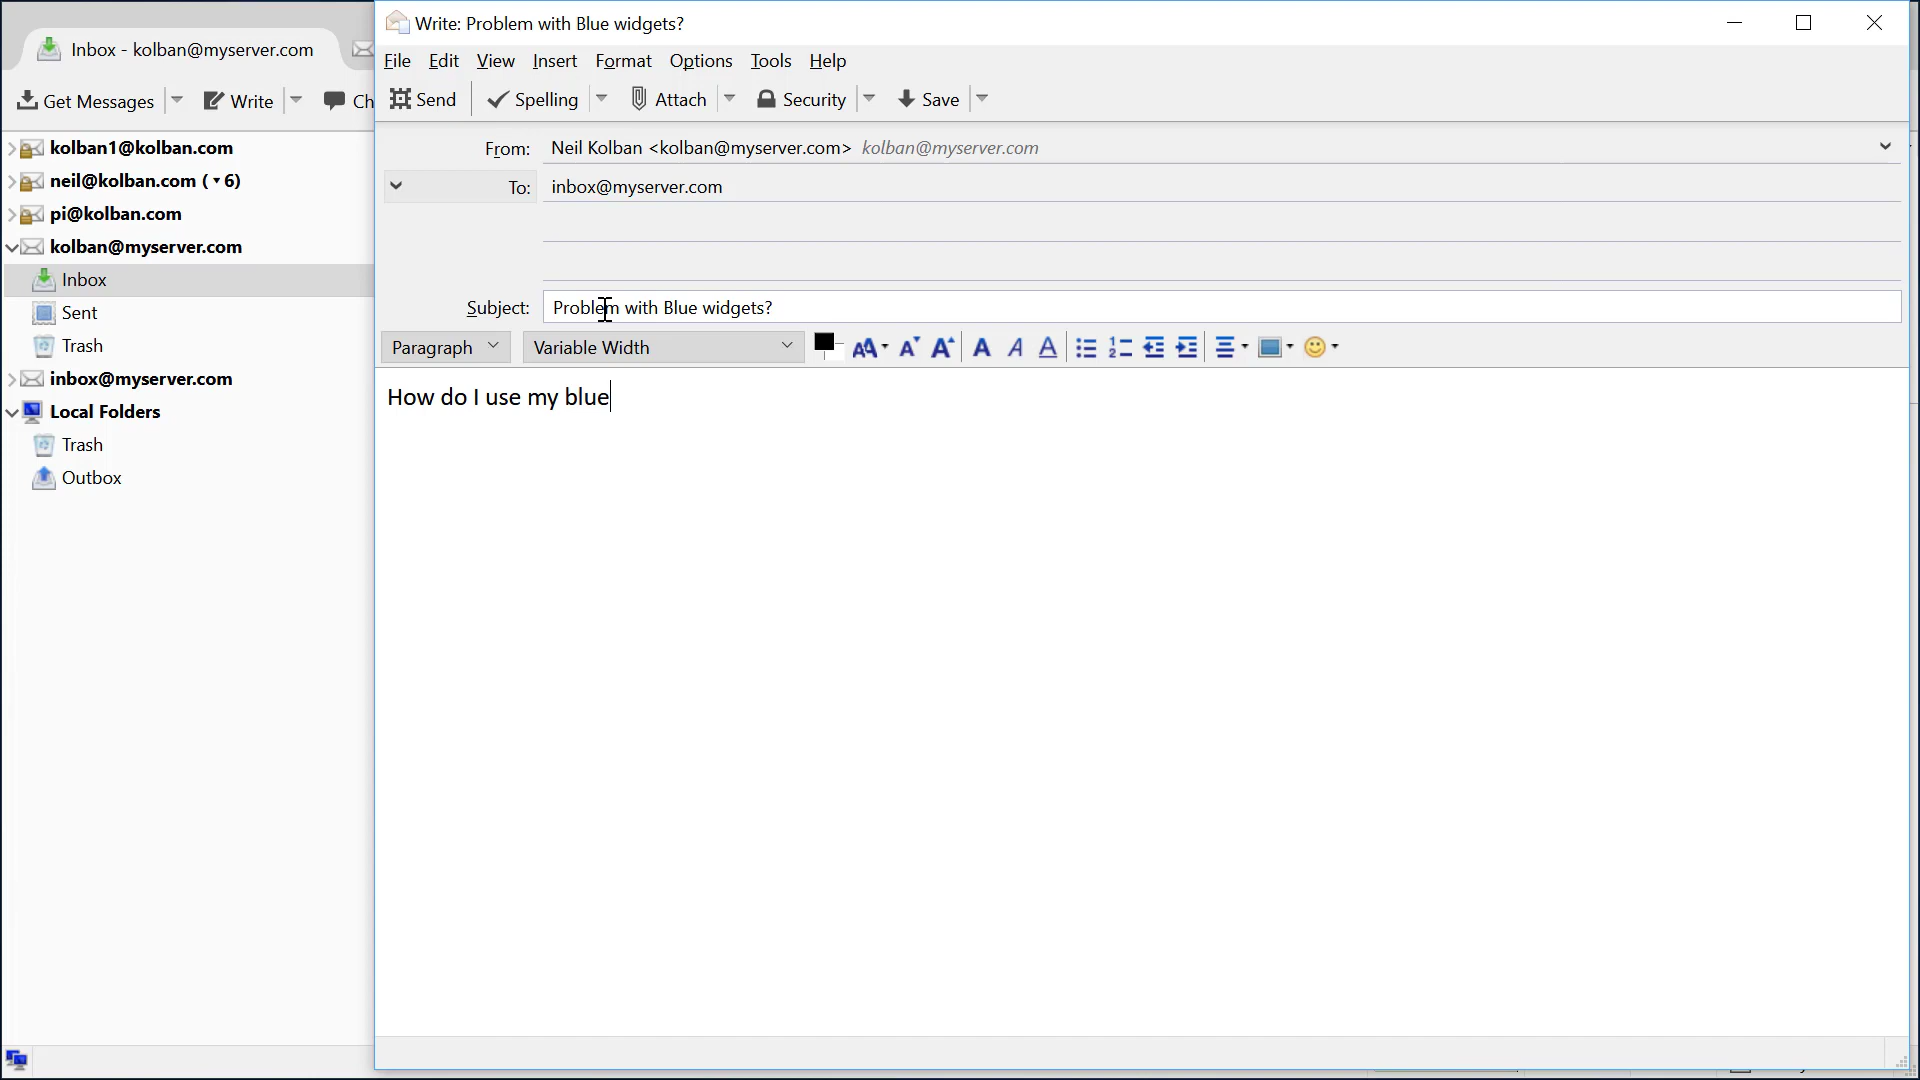 Inbox - kolban@myserver.com
Get Messages
Write
Ch
kolban1@kolban.com
neil@kolban.com (▾6)
pi@kolban.com
kolban@myserver.com
Inbox
Sent
Trash
inbox@myserver.com
Local Folders
Trash
Outbox
Write: Problem with Blue widgets?
File Edit View Insert Format Options Tools Help
Send Spelling Attach Security Save
From: Neil Kolban <kolban@myserver.com> kolban@myserver.com
To: inbox@myserver.com
Subject: Problem with Blue widgets?
Paragraph Variable Width
How do I use my blue